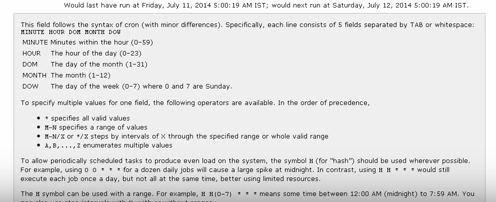 Would last have run at Friday, July 11, 2014 5:00:19 AM IST; would next run at Saturday, July 12, 2014 5:00:19 AM IST.
This field follows the syntax of cron (with minor differences). Specifically, each line consists of 5 fields separated by TAB or whitespace:
MINUTE HOUR DOM MONTH DOW
MINUTE Minutes within the hour (0–59)
HOUR The hour of the day (0–23)
DOM The day of the month (1–31)
MONTH The month (1–12)
DOW The day of the week (0–7) where 0 and 7 are Sunday.
To specify multiple values for one field, the following operators are available. In the order of precedence,
• * specifies all valid values
• M-N specifies a range of values
• M-N/X or */X steps by intervals of X through the specified range or whole valid range
• A,B,...,Z enumerates multiple values
To allow periodically scheduled tasks to produce even load on the system, the symbol H (for "hash") should be used wherever possible.
For example, using 0 0 * * * for a dozen daily jobs will cause a large spike at midnight. In contrast, using H H * * * would still
execute each job once a day, but not all at the same time, better using limited resources.
The H symbol can be used with a range. For example, H H(0-7) * * * means some time between 12:00 AM (midnight) to 7:59 AM. You